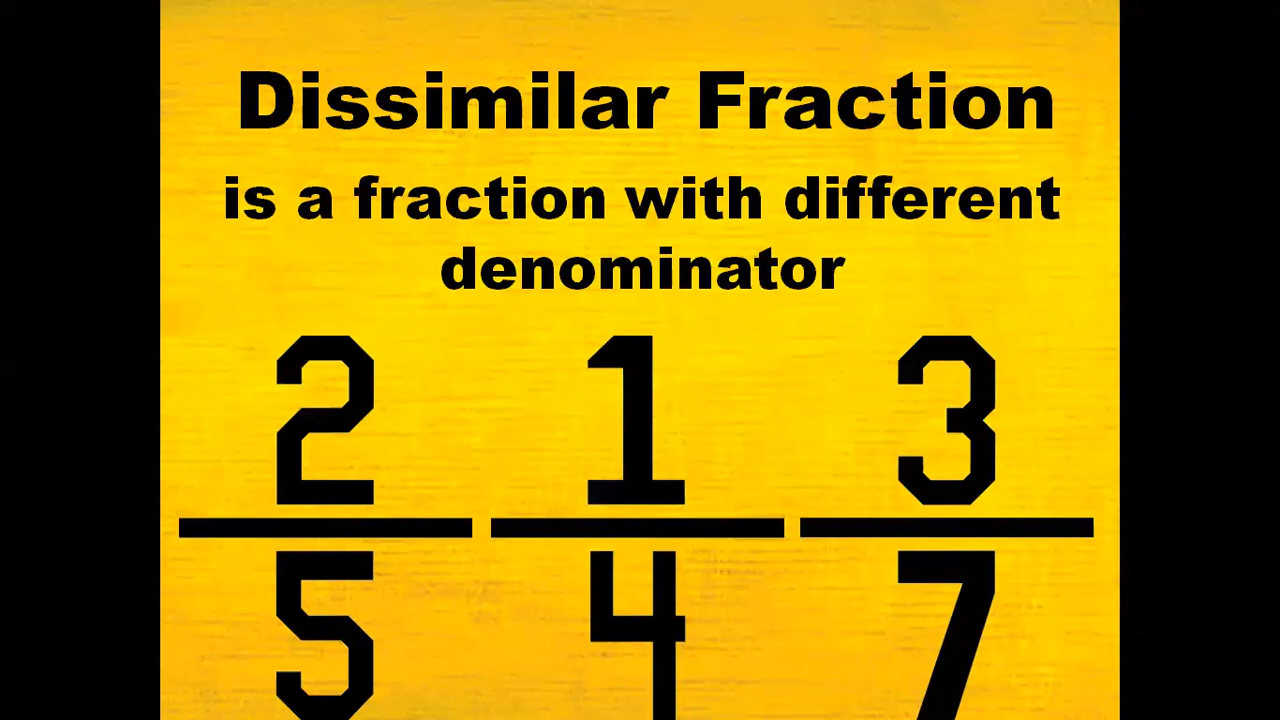 Dissimilar Fraction
is a fraction with different
denominator
2 1 3
5 4 7